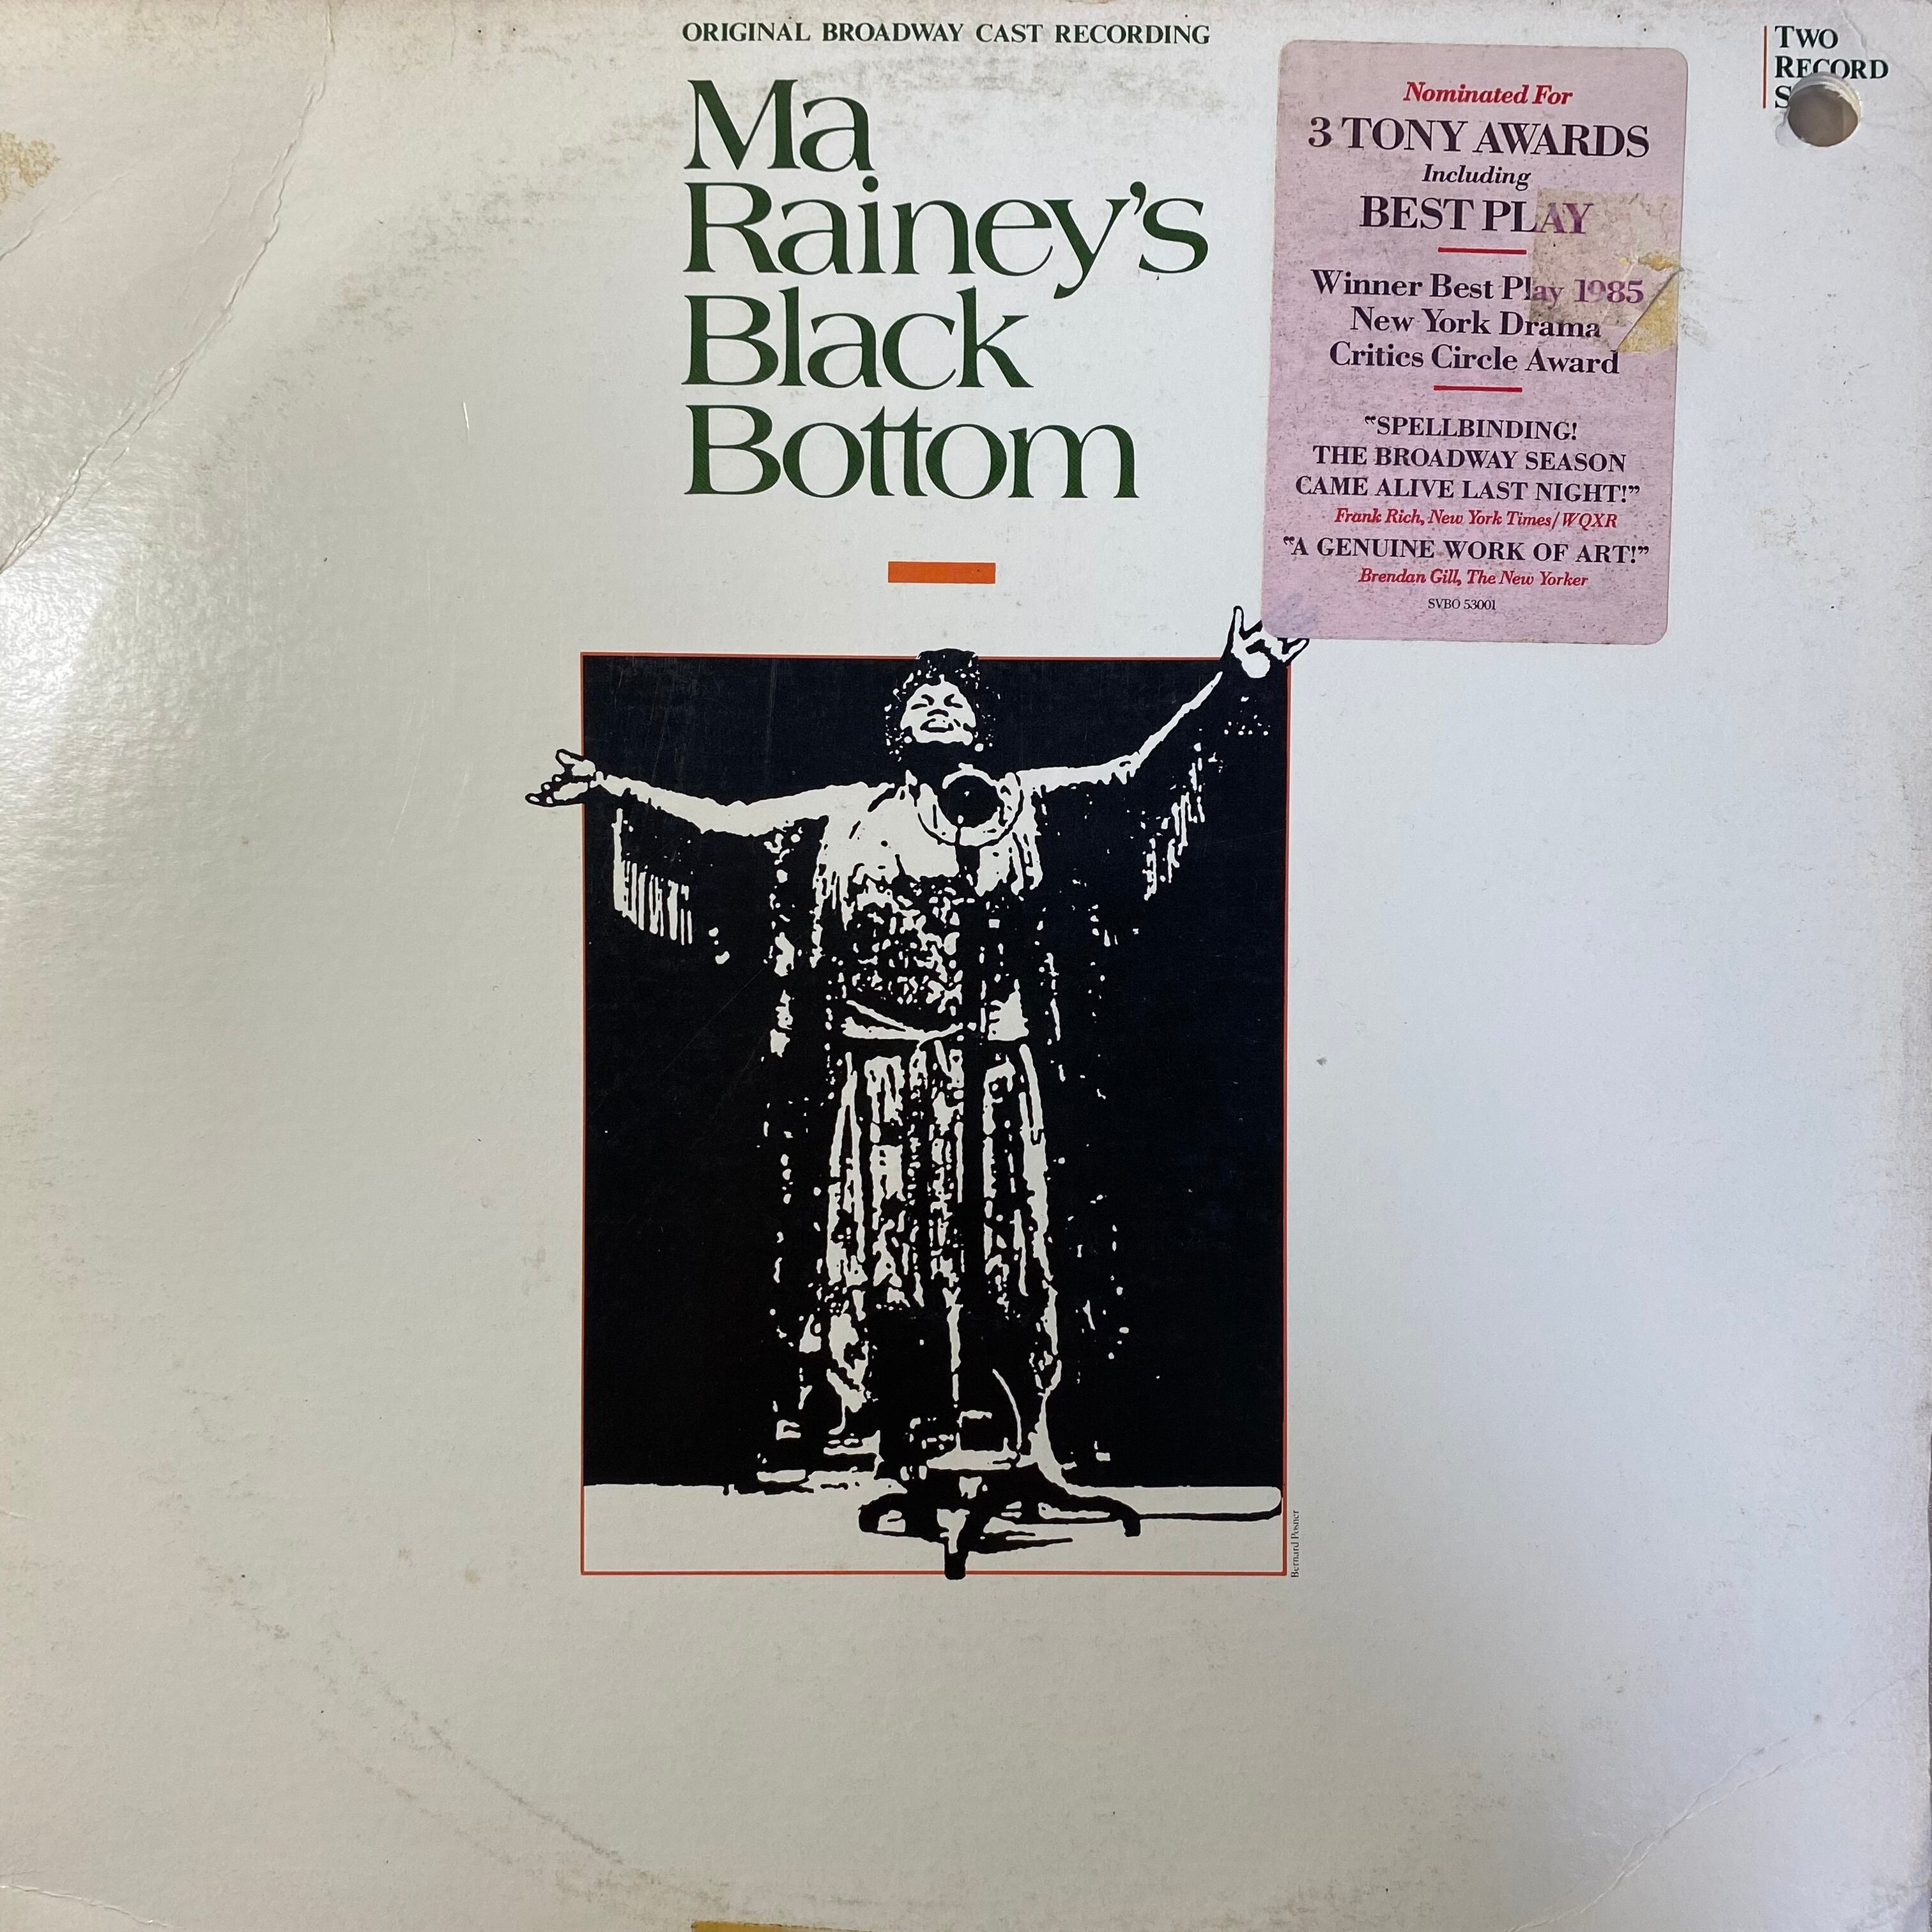 ORIGINAL BROADWAY CAST RECORDING
Ma
Rainey's
Black
Bottom
Nominated For
3 TONY AWARDS
Including
BEST PLAY
Winner Best Play 1985
New York Drama
Critics Circle Award
"SPELLBINDING!
THE BROADWAY SEASON
CAME ALIVE LAST NIGHT!"
Frank Rich, New York Times/WQXR
"A GENUINE WORK OF ART!"
Brendan Gill, The New Yorker
SVBO 53001
TWO
RECORD
Bernard Posner